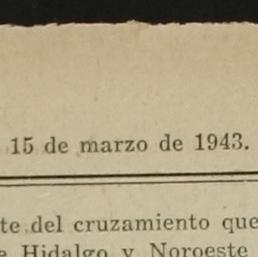 15 de marzo de 1943.
te del cruzamiento que
e Hidalgo y Noroeste